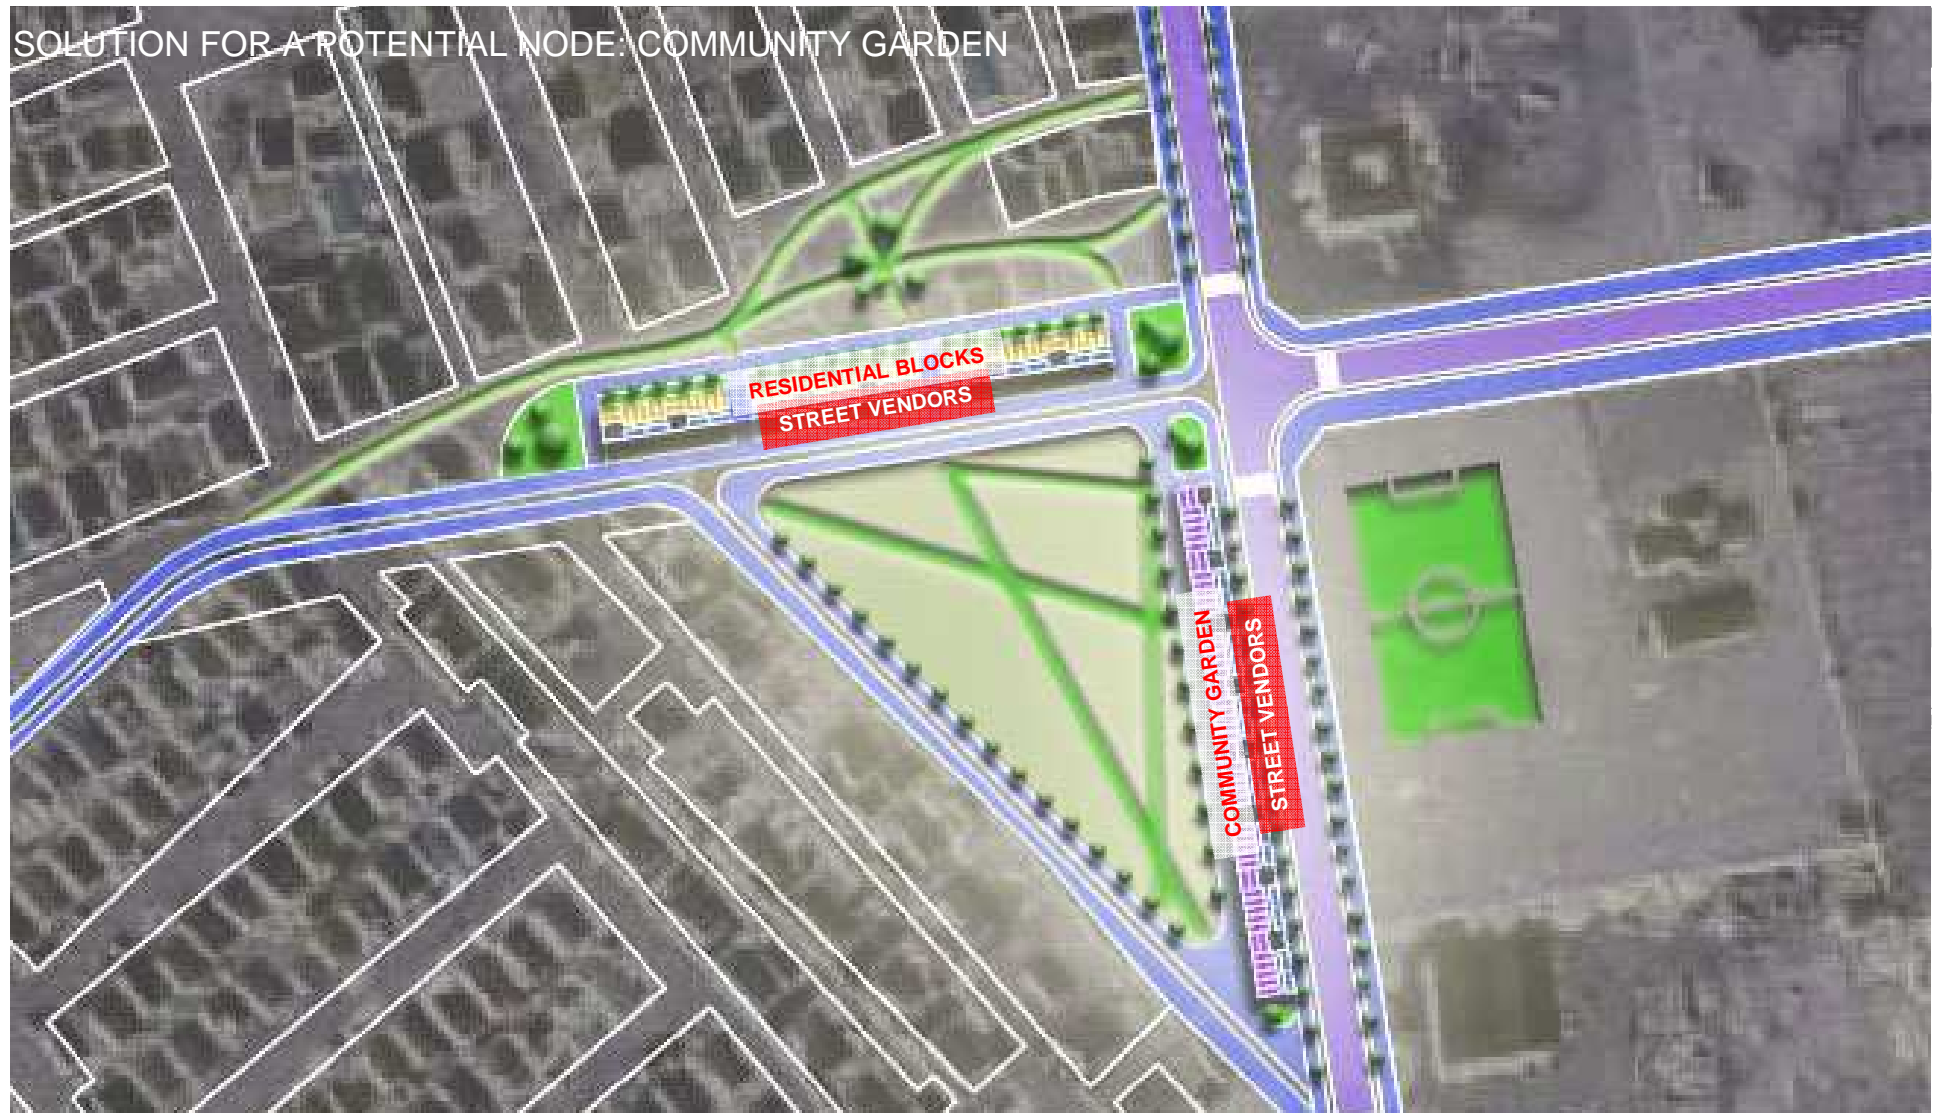 SOLUTION FOR A POTENTIAL NODE: COMMUNITY GARDEN
RESIDENTIAL BLOCKS
STREET VENDORS
COMMUNITY GARDEN
STREET VENDORS